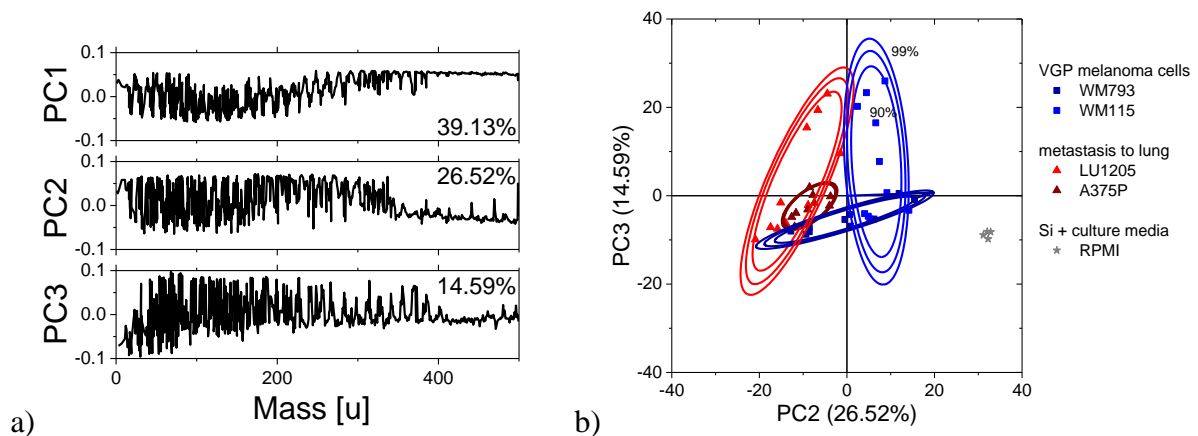 0.1
0.0
-0.1
PC1
39.13%
0.1
0.0
-0.1
PC2
26.52%
0.1
0.0
-0.1
PC3
14.59%
0
200
400
Mass [u]
a)
40
20
0
-20
-40
PC3 (14.59%)
99%
90%
-40
-20
0
20
40
PC2 (26.52%)
b)
VGP melanoma cells
WM793
WM115
metastasis to lung
LU1205
A375P
Si + culture media
RPMI